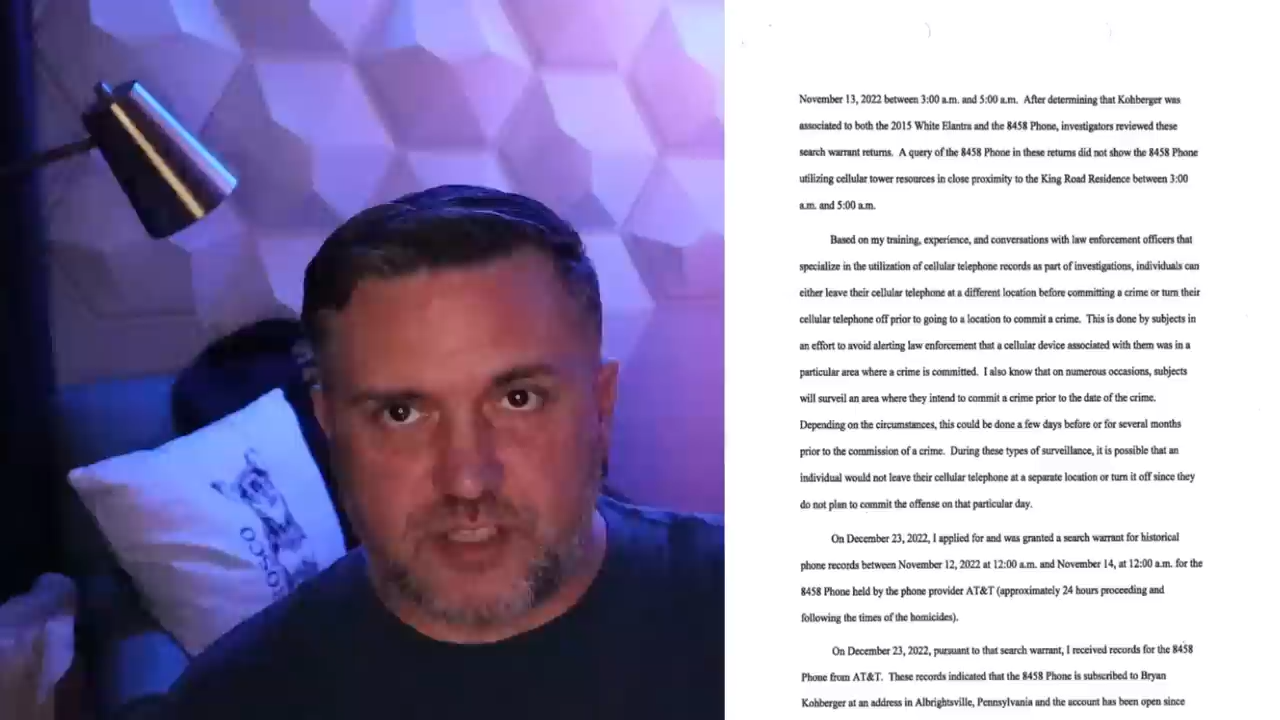 November 13, 2022 between 3:00 a.m. and 5:00 a.m. After determining that Kohberger was
associated to both the 2015 White Elantra and the 8458 Phone, investigators reviewed these
search warrant returns. A query of the 8458 Phone in these returns did not show the 8458 Phone
utilizing cellular tower resources in close proximity to the King Road Residence between 3:00
a.m. and 5:00 a.m.
Based on my training, experience, and conversations with law enforcement officers that
specialize in the utilization of cellular telephone records as part of investigations, individuals can
either leave their cellular telephone at a different location before committing a crime or turn their
cellular telephone off prior to going to a location to commit a crime. This is done by subjects in
an effort to avoid alerting law enforcement that a cellular device associated with them was in a
particular area where a crime is committed. I also know that on numerous occasions, subjects
will surveil an area where they intend to commit a crime prior to the date of the crime.
Depending on the circumstances, this could be done a few days before or for several months
prior to the commission of a crime. During these types of surveillance, it is possible that an
individual would not leave their cellular telephone at a separate location or turn it off since they
do not plan to commit the offense on that particular day.
On December 23, 2022, I applied for and was granted a search warrant for historical
phone records between November 12, 2022 at 12:00 a.m. and November 14, at 12:00 a.m. for the
8458 Phone held by the phone provider AT&T (approximately 24 hours proceeding and
following the times of the homicides).
On December 23, 2022, pursuant to that search warrant, I received records for the 8458
Phone from AT&T. These records indicated that the 8458 Phone is subscribed to Bryan
Kohberger at an address in Albrightsville, Pennsylvania and the account has been open since